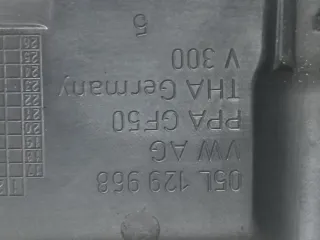 05L 129 968
VW AG
PPA GF50
THA Germany
V 300
5